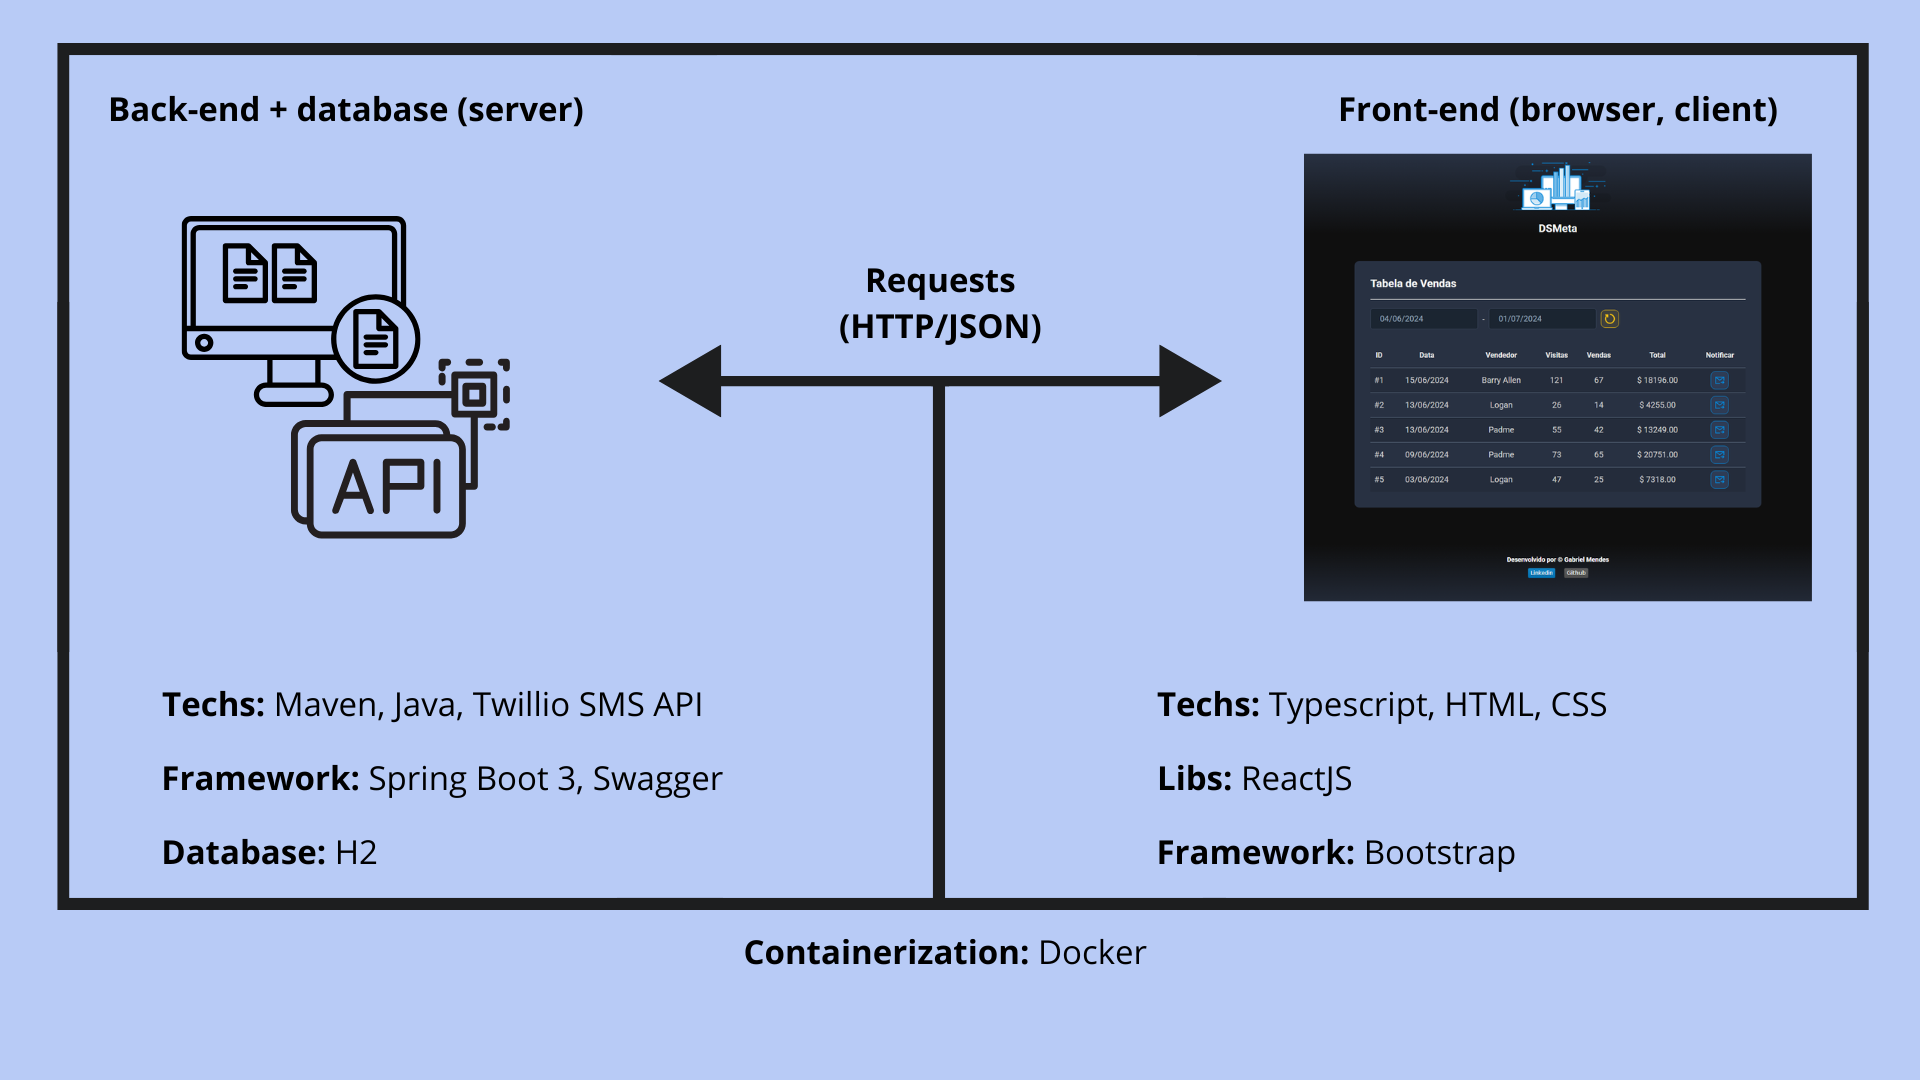 Back-end + database (server)
Front-end (browser, client)
DSMeta
Tabela de Vendas
04/06/2024 - 01/07/2024
ID Data Vendedor Visitas Vendas Total Notificar
#1 15/06/2024 Barry Allen 121 67 $ 18196.00
#2 13/06/2024 Logan 26 14 $ 4255.00
#3 13/06/2024 Padme 55 42 $ 13249.00
#4 09/06/2024 Padme 73 65 $ 20751.00
#5 03/06/2024 Logan 47 25 $ 7318.00
Desenvolvido por © Gabriel Mendes
Linkedin Github
Requests
(HTTP/JSON)
API
Techs: Maven, Java, Twillio SMS API
Framework: Spring Boot 3, Swagger
Database: H2
Techs: Typescript, HTML, CSS
Libs: ReactJS
Framework: Bootstrap
Containerization: Docker